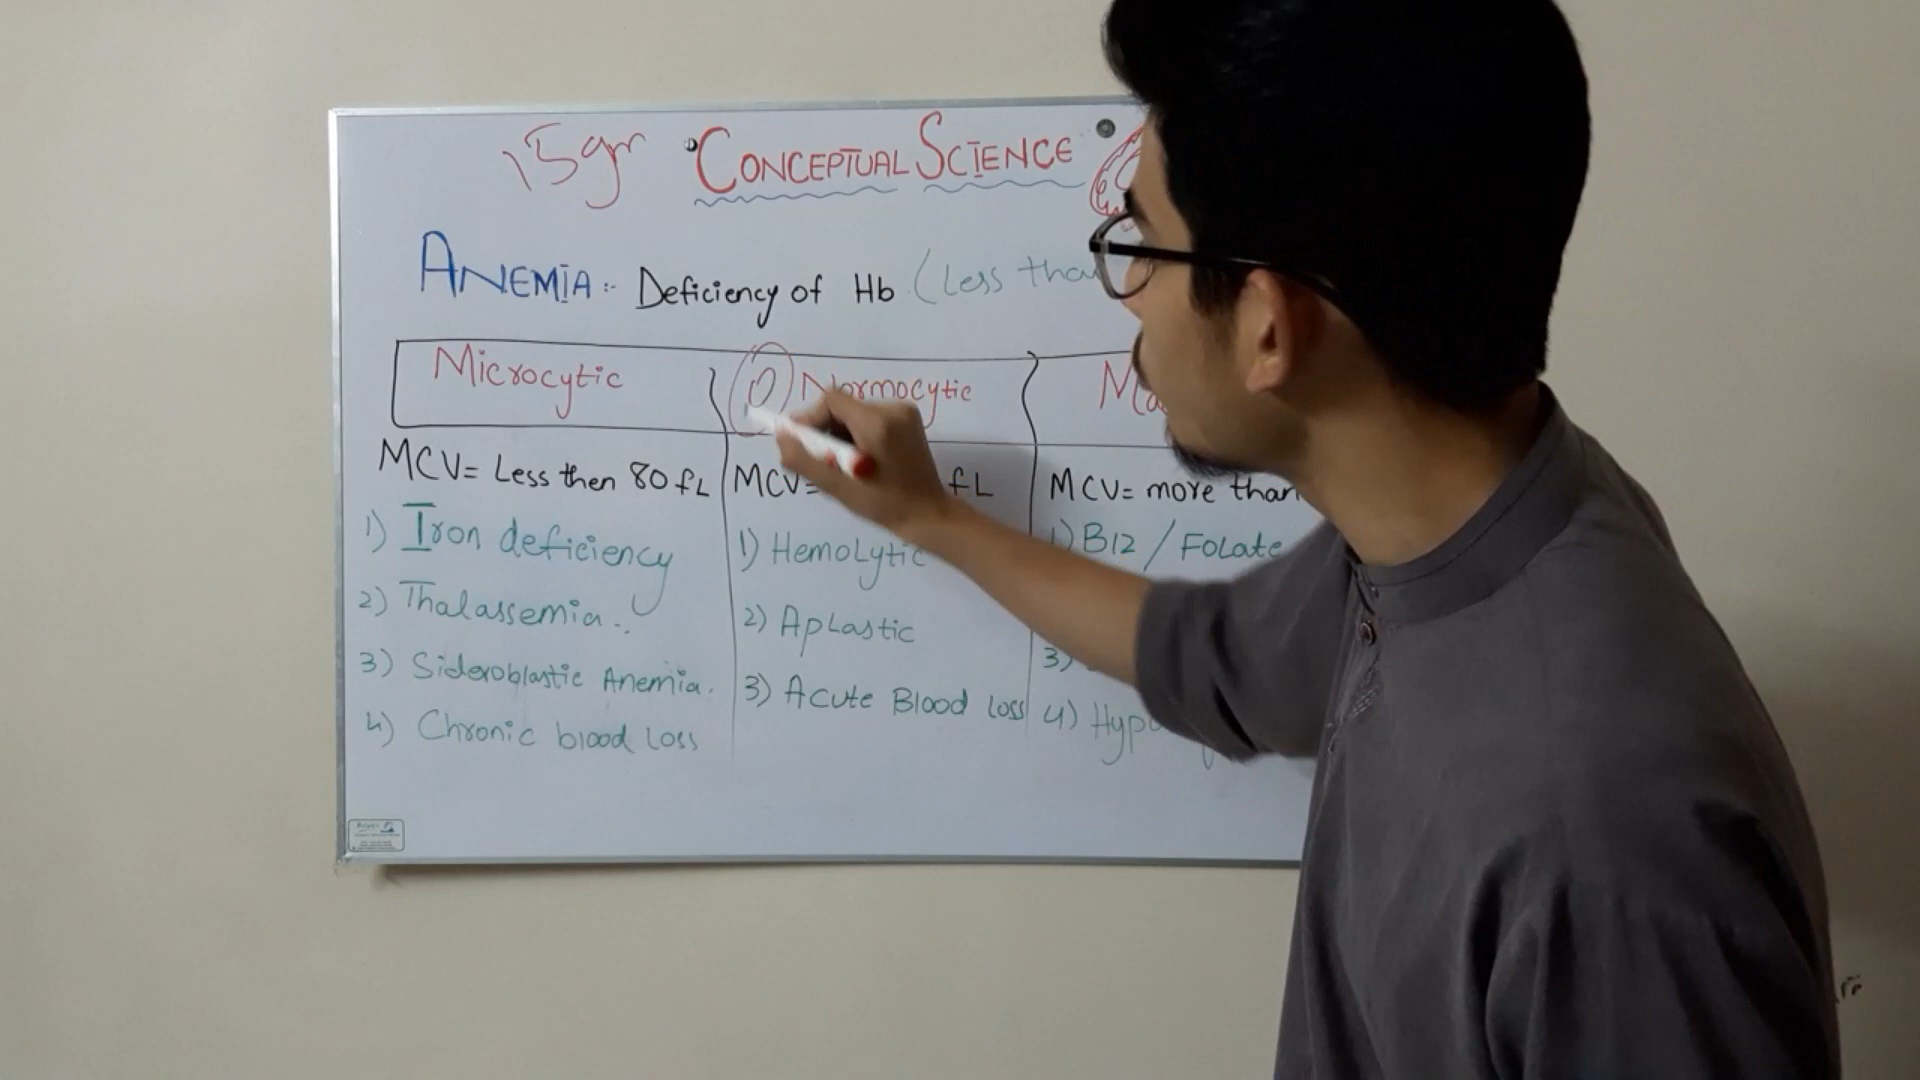 15gm
CONCEPTUAL SCIENCE
ANEMIA :- Deficiency of Hb (Less than
Microcytic
Normocytic
MCV= Less then 80 fL
MCV= fL
MCV= more than
1) Iron deficiency
1) Hemolytic
1) B12 / Folate
2) Thalassemia..
2) Aplastic
3) Sideroblastic Anemia.
3) Acute Blood loss
3)
4) Chronic blood loss
4)